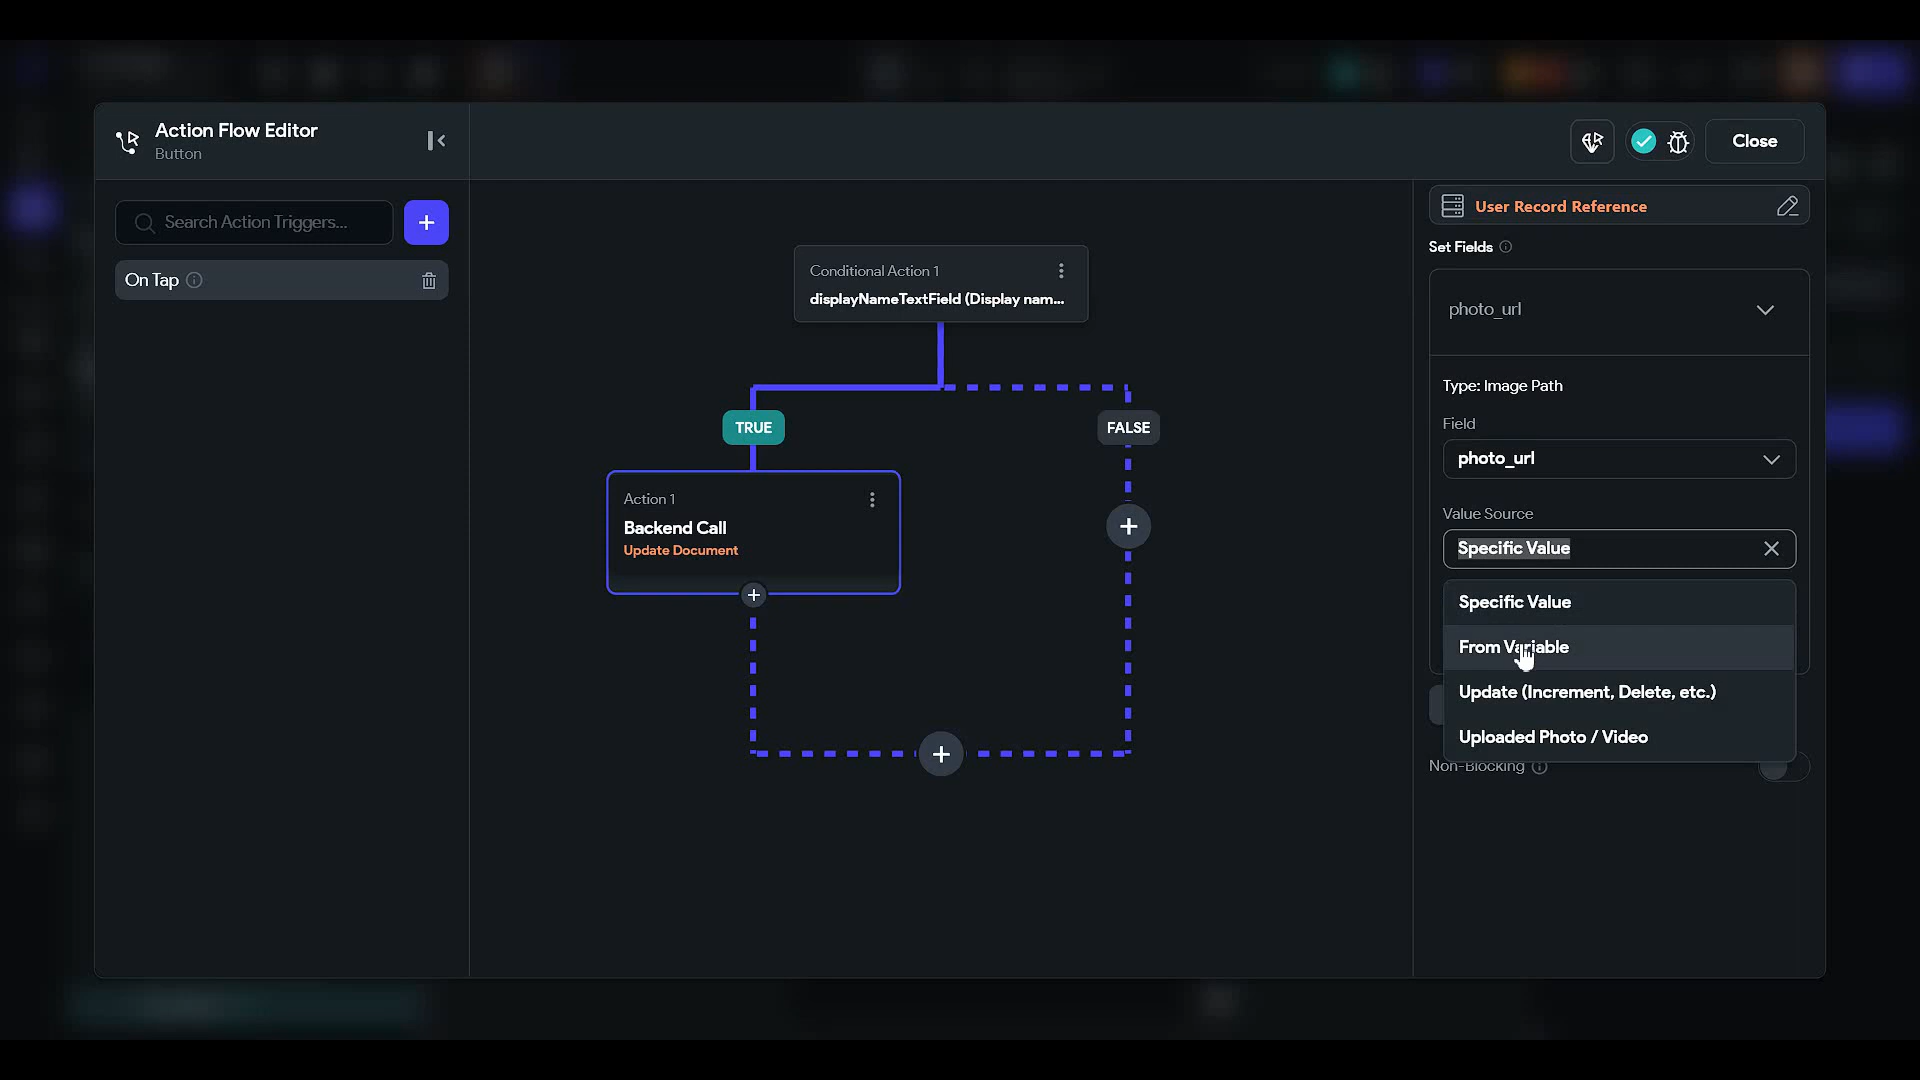 Action Flow Editor
Button
Close
Search Action Triggers...
On Tap
Conditional Action 1
displayNameTextField (Display nam...
TRUE
FALSE
Action 1
Backend Call
Update Document
User Record Reference
Set Fields
photo_url
Type: Image Path
Field
photo_url
Value Source
Specific Value
Specific Value
From Variable
Update (Increment, Delete, etc.)
Uploaded Photo / Video
Non-Blocking